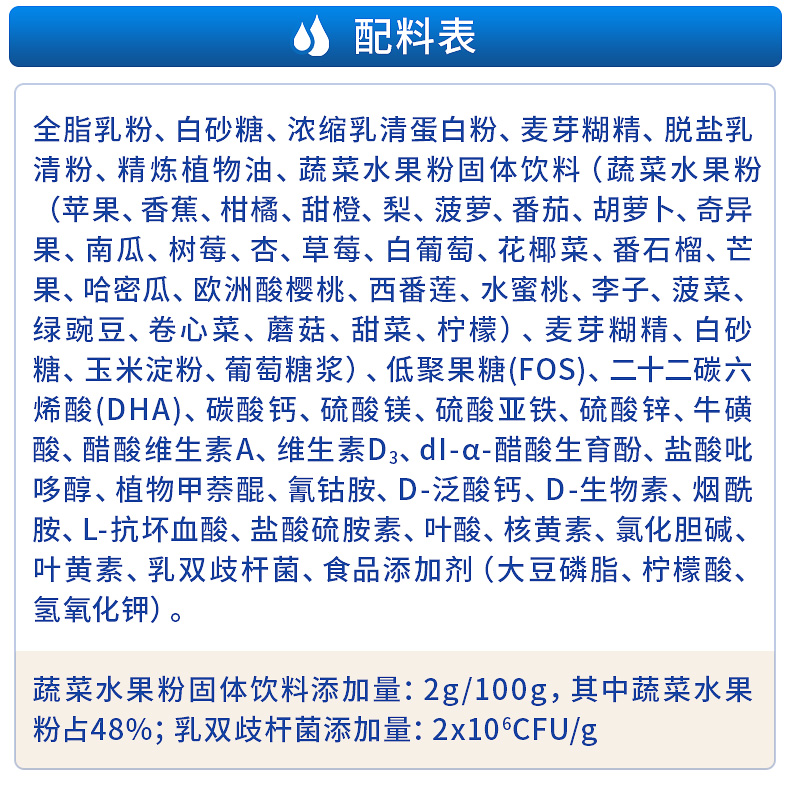 配料表
全脂乳粉、白砂糖、浓缩乳清蛋白粉、麦芽糊精、脱盐乳
清粉、精炼植物油、蔬菜水果粉固体饮料（蔬菜水果粉
（苹果、香蕉、柑橘、甜橙、梨、菠萝、番茄、胡萝卜、奇异
果、南瓜、树莓、杏、草莓、白葡萄、花椰菜、番石榴、芒
果、哈密瓜、欧洲酸樱桃、西番莲、水蜜桃、李子、菠菜、
绿豌豆、卷心菜、蘑菇、甜菜、柠檬）、麦芽糊精、白砂
糖、玉米淀粉、葡萄糖浆）、低聚果糖(FOS)、二十二碳六
烯酸(DHA)、碳酸钙、硫酸镁、硫酸亚铁、硫酸锌、牛磺
酸、醋酸维生素A、维生素D₃、dl-α-醋酸生育酚、盐酸吡
哆醇、植物甲萘醌、氰钴胺、D-泛酸钙、D-生物素、烟酰
胺、L-抗坏血酸、盐酸硫胺素、叶酸、核黄素、氯化胆碱、
叶黄素、乳双歧杆菌、食品添加剂（大豆磷脂、柠檬酸、
氢氧化钾）。
蔬菜水果粉固体饮料添加量：2g/100g，其中蔬菜水果
粉占48%；乳双歧杆菌添加量：2x10⁶CFU/g